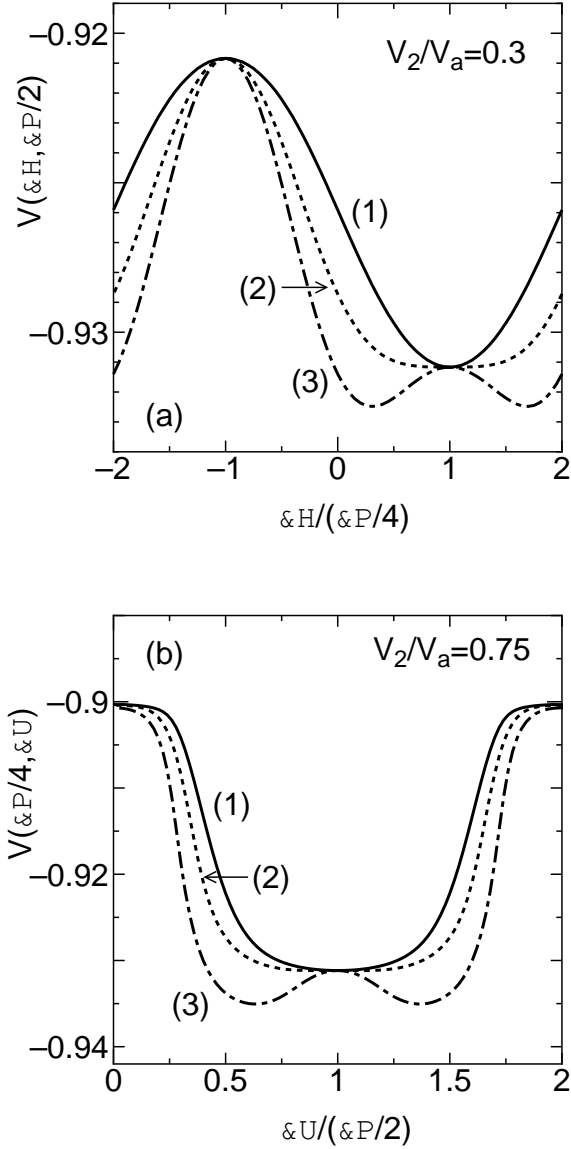 −0.92
V₂/Vₐ=0.3
V(&H,&P/2)
(1)
(2)
−0.93
(3)
(a)
−2 −1 0 1 2
&H/(&P/4)
(b)
V₂/Vₐ=0.75
−0.9
V(&P/4,&U)
(1)
−0.92
(2)
(3)
−0.94
0 0.5 1 1.5 2
&U/(&P/2)